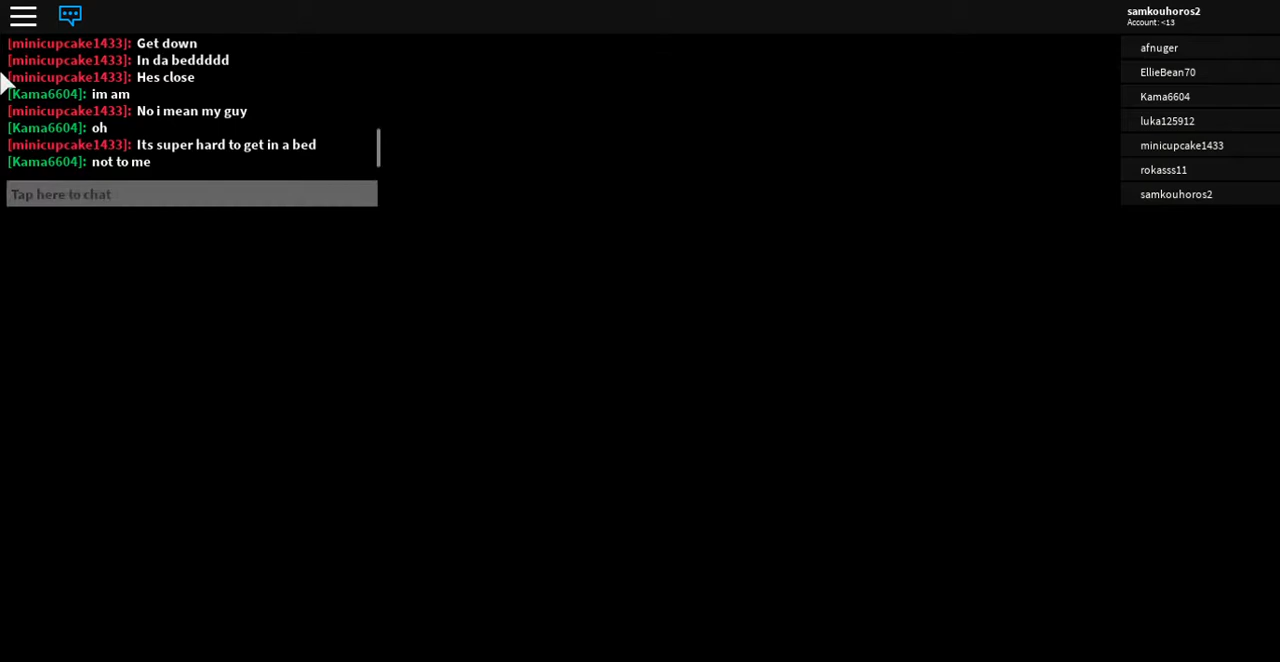 samkouhoros2
Account: <13
[minicupcake1433]: Get down
[minicupcake1433]: In da beddddd
[minicupcake1433]: Hes close
[Kama6604]: im am
[minicupcake1433]: No i mean my guy
[Kama6604]: oh
[minicupcake1433]: Its super hard to get in a bed
[Kama6604]: not to me
Tap here to chat
afnuger
EllieBean70
Kama6604
luka125912
minicupcake1433
rokasss11
samkouhoros2